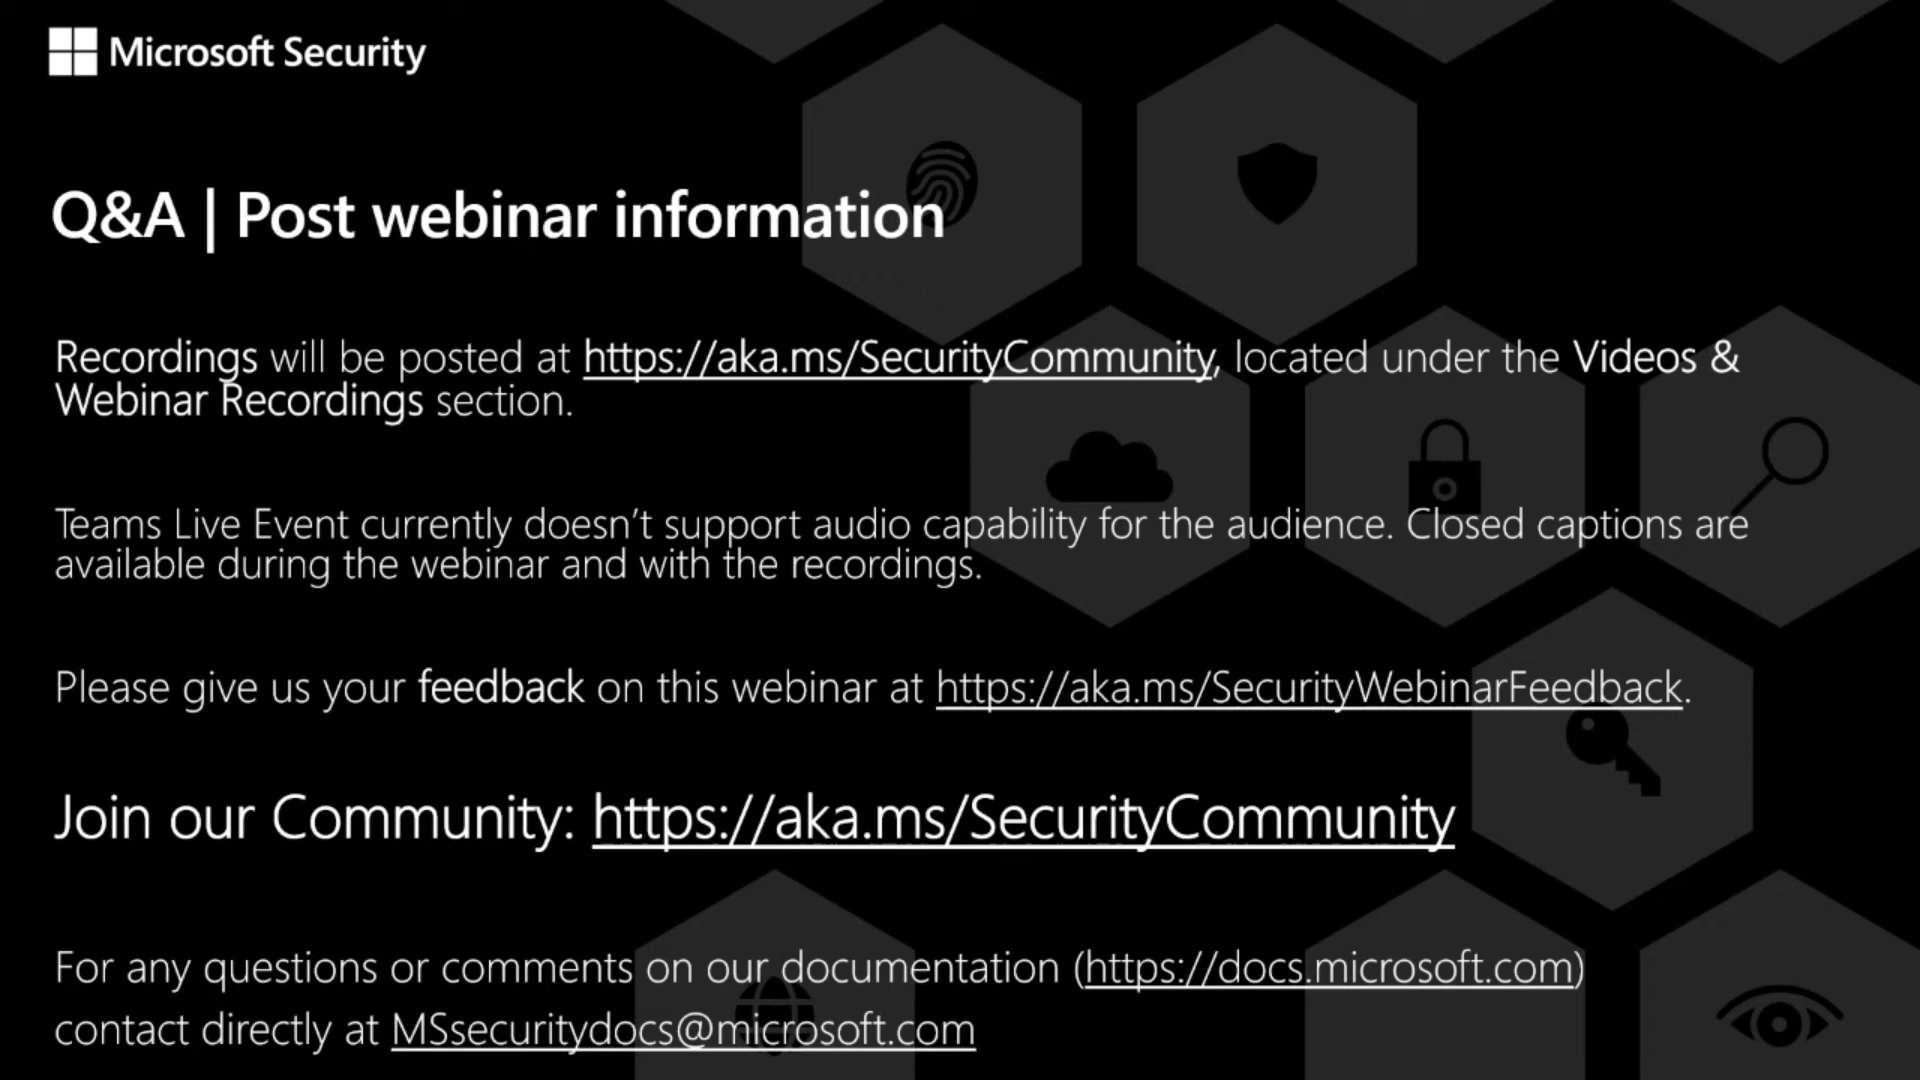 Microsoft Security
Q&A | Post webinar information
Recordings will be posted at https://aka.ms/SecurityCommunity, located under the Videos &
Webinar Recordings section.
Teams Live Event currently doesn't support audio capability for the audience. Closed captions are
available during the webinar and with the recordings.
Please give us your feedback on this webinar at https://aka.ms/SecurityWebinarFeedback.
Join our Community: https://aka.ms/SecurityCommunity
For any questions or comments on our documentation (https://docs.microsoft.com)
contact directly at MSsecuritydocs@microsoft.com